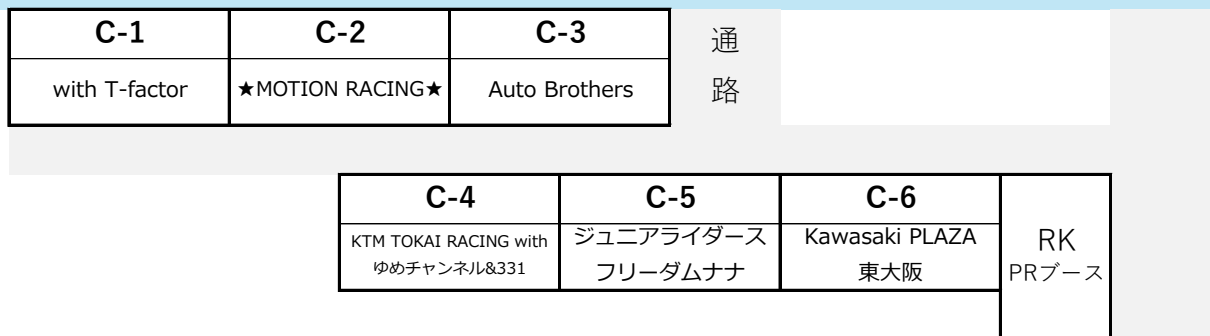 C-1 C-2 C-3
with T-factor ★MOTION RACING★ Auto Brothers
通
路
C-4 C-5 C-6
KTM TOKAI RACING with
ゆめチャンネル&331
ジュニアライダース
フリーダムナナ
Kawasaki PLAZA
東大阪
RK
PRブース